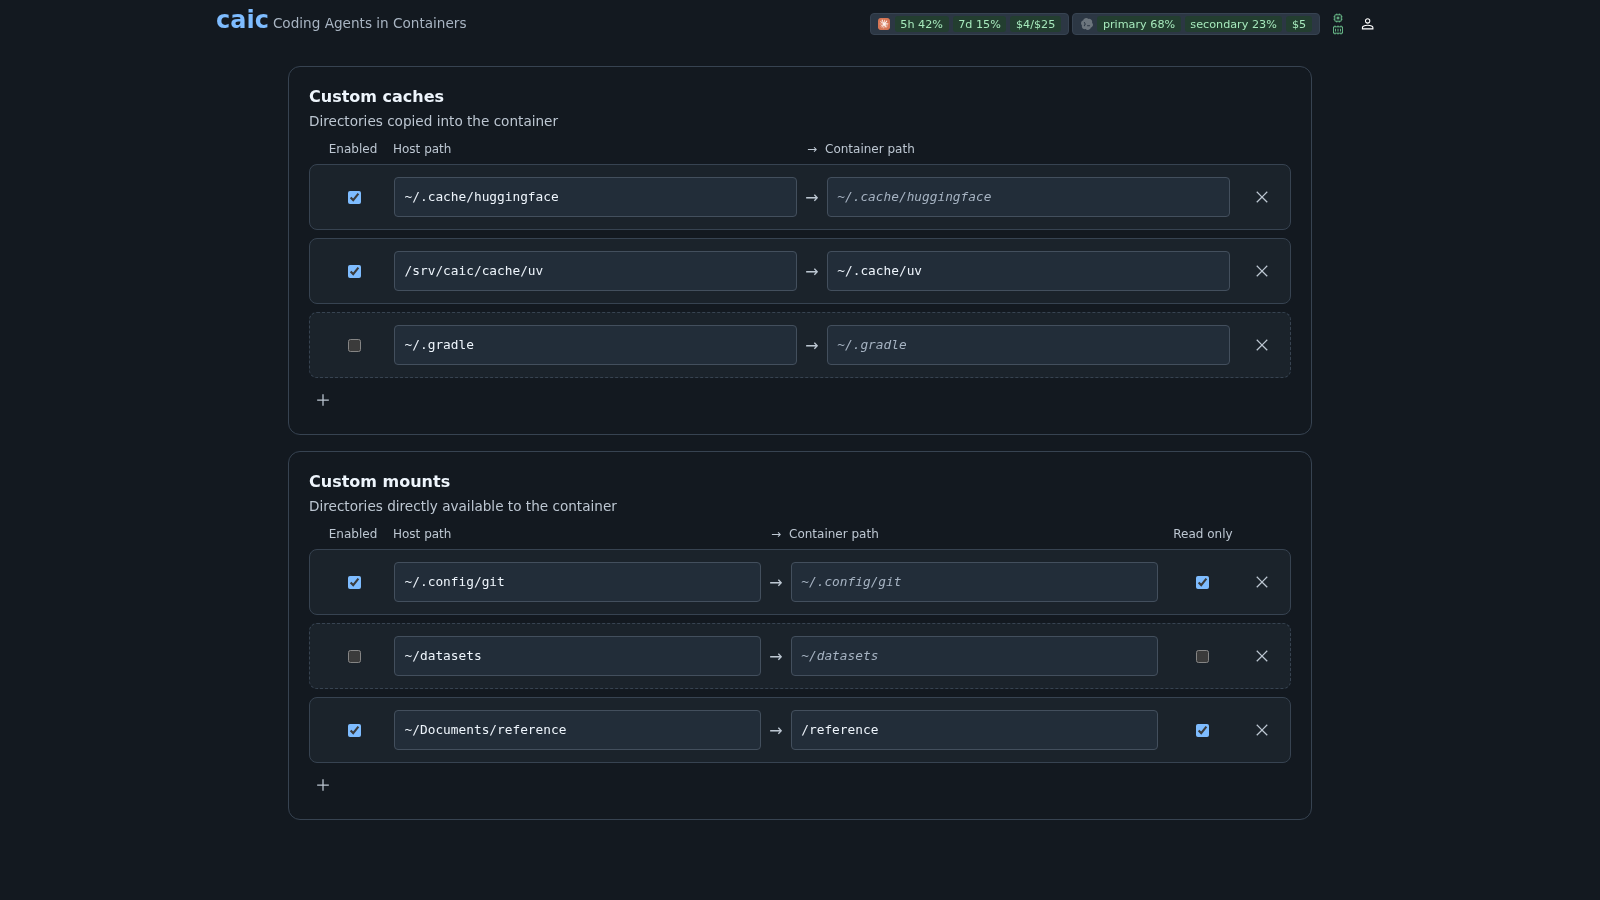 caic Coding Agents in Containers 5h 42% 7d 15% $4/$25 primary 68% secondary 23% $5
Custom caches
Directories copied into the container
Enabled Host path → Container path
~/.cache/huggingface → ~/.cache/huggingface
/srv/caic/cache/uv → ~/.cache/uv
~/.gradle → ~/.gradle
+
Custom mounts
Directories directly available to the container
Enabled Host path → Container path Read only
~/.config/git → ~/.config/git
~/datasets → ~/datasets
~/Documents/reference → /reference
+